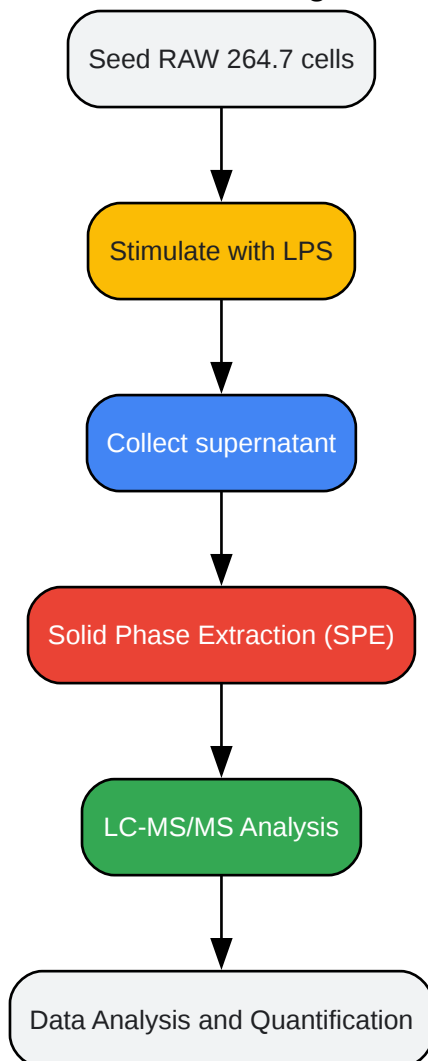 Seed RAW 264.7 cells
Stimulate with LPS
Collect supernatant
Solid Phase Extraction (SPE)
LC-MS/MS Analysis
Data Analysis and Quantification